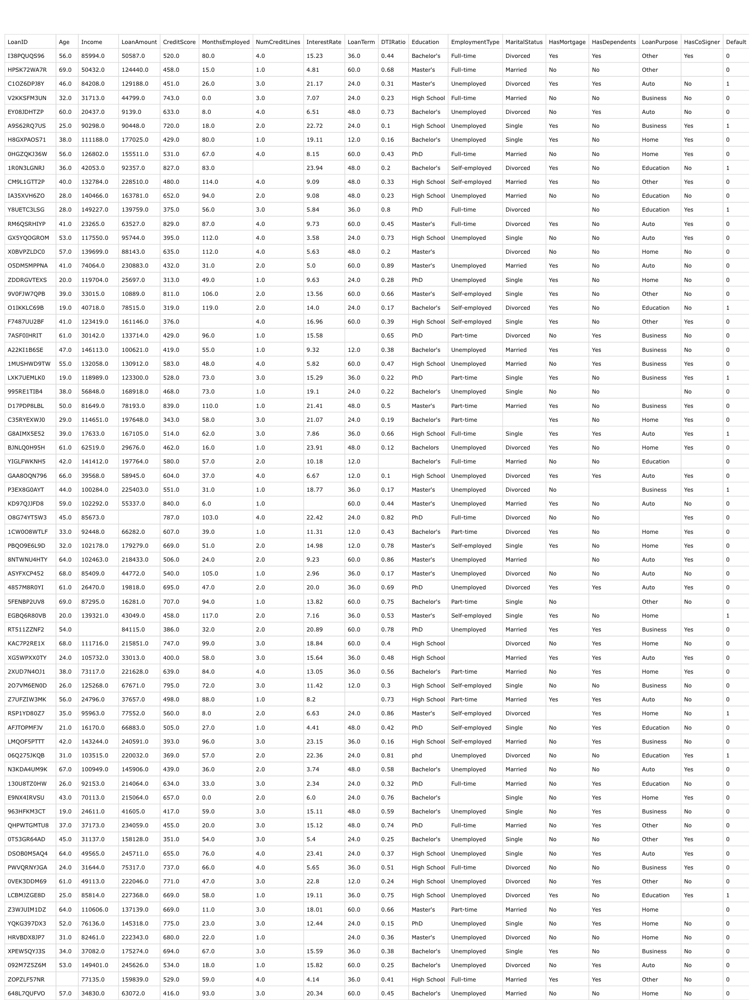 LoanID Age Income LoanAmount CreditScore MonthsEmployed NumCreditLines InterestRate LoanTerm DTIRatio Education EmploymentType MaritalStatus HasMortgage HasDependents LoanPurpose HasCoSigner Default
I38PQUQS96 56.0 85994.0 50587.0 520.0 80.0 4.0 15.23 36.0 0.44 Bachelor's Full-time Divorced Yes Yes Other Yes 0
HPSK72WA7R 69.0 50432.0 124440.0 458.0 15.0 1.0 4.81 60.0 0.68 Master's Full-time Married No No Other 0
C1OZ6DPJ8Y 46.0 84208.0 129188.0 451.0 26.0 3.0 21.17 24.0 0.31 Master's Unemployed Divorced Yes Yes Auto No 1
V2KKSFM3UN 32.0 31713.0 44799.0 743.0 0.0 3.0 7.07 24.0 0.23 High School Full-time Married No No Business No 0
EY08JDHTZP 60.0 20437.0 9139.0 633.0 8.0 4.0 6.51 48.0 0.73 Bachelor's Unemployed Divorced No Yes Auto No 0
A9S62RQ7US 25.0 90298.0 90448.0 720.0 18.0 2.0 22.72 24.0 0.1 High School Unemployed Single Yes No Business Yes 1
H8GXPAOS71 38.0 111188.0 177025.0 429.0 80.0 1.0 19.11 12.0 0.16 Bachelor's Unemployed Single Yes No Home Yes 0
0HGZQKJ36W 56.0 126802.0 155511.0 531.0 67.0 4.0 8.15 60.0 0.43 PhD Full-time Married No No Home Yes 0
1R0N3LGNRJ 36.0 42053.0 92357.0 827.0 83.0 23.94 48.0 0.2 Bachelor's Self-employed Divorced Yes No Education No 1
CM9L1GTT2P 40.0 132784.0 228510.0 480.0 114.0 4.0 9.09 48.0 0.33 High School Self-employed Married Yes No Other Yes 0
IA35XVH6ZO 28.0 140466.0 163781.0 652.0 94.0 2.0 9.08 48.0 0.23 High School Unemployed Married No No Education No 0
Y8UETC3LSG 28.0 149227.0 139759.0 375.0 56.0 3.0 5.84 36.0 0.8 PhD Full-time Divorced No Education Yes 1
RM6QSRHIYP 41.0 23265.0 63527.0 829.0 87.0 4.0 9.73 60.0 0.45 Master's Full-time Divorced Yes No Auto Yes 0
GX5YQOGROM 53.0 117550.0 95744.0 395.0 112.0 4.0 3.58 24.0 0.73 High School Unemployed Single No No Auto Yes 0
X0BVPZLDC0 57.0 139699.0 88143.0 635.0 112.0 4.0 5.63 48.0 0.2 Master's Divorced No No Home No 0
O5DM5MPPNA 41.0 74064.0 230883.0 432.0 31.0 2.0 5.0 60.0 0.89 Master's Unemployed Married Yes No Auto No 0
ZDDRGVTEXS 20.0 119704.0 25697.0 313.0 49.0 1.0 9.63 24.0 0.28 PhD Unemployed Single Yes No Home No 0
9V0FJW7QPB 39.0 33015.0 10889.0 811.0 106.0 2.0 13.56 60.0 0.66 Master's Self-employed Single Yes No Other No 0
O1IKKLC69B 19.0 40718.0 78515.0 319.0 119.0 2.0 14.0 24.0 0.17 Bachelor's Self-employed Divorced Yes No Education No 1
F7487UU2BF 41.0 123419.0 161146.0 376.0 4.0 16.96 60.0 0.39 High School Self-employed Single Yes No Other Yes 0
7ASF0IHRIT 61.0 30142.0 133714.0 429.0 96.0 1.0 15.58 0.65 PhD Part-time Divorced No Yes Business No 0
A22KI1B6SE 47.0 146113.0 100621.0 419.0 55.0 1.0 9.32 12.0 0.38 Bachelor's Unemployed Married Yes Yes Business No 0
1MUSHWD9TW 55.0 132058.0 130912.0 583.0 48.0 4.0 5.82 60.0 0.47 High School Unemployed Married No Yes Business Yes 0
LXK7UEMLK0 19.0 118989.0 123300.0 528.0 73.0 3.0 15.29 36.0 0.22 PhD Part-time Single Yes No Business Yes 1
995RE1TIB4 38.0 56848.0 168918.0 468.0 73.0 1.0 19.1 24.0 0.22 Bachelor's Unemployed Single No No No 0
D17PDP8LBL 50.0 81649.0 78193.0 839.0 110.0 1.0 21.41 48.0 0.5 Master's Part-time Married Yes No Business Yes 0
C35RYEXWJ0 29.0 114651.0 197648.0 343.0 58.0 3.0 21.07 24.0 0.19 Bachelor's Part-time Yes No Home Yes 0
G8AIMX5E52 39.0 17633.0 167105.0 514.0 62.0 3.0 7.86 36.0 0.66 High School Full-time Single Yes Yes Auto Yes 1
BJNLQ0H95H 61.0 62519.0 29676.0 462.0 16.0 1.0 23.91 48.0 0.12 Bachelors Unemployed Divorced Yes No Home Yes 0
YIGLFWKNH5 42.0 141412.0 197764.0 580.0 57.0 2.0 10.18 12.0 Bachelor's Full-time Married No No Education 0
GAA8OQN796 66.0 39568.0 58945.0 604.0 37.0 4.0 6.67 12.0 0.1 High School Unemployed Divorced Yes Yes Auto Yes 0
P3EX8G0AYT 44.0 100284.0 225403.0 551.0 31.0 1.0 18.77 36.0 0.17 Master's Unemployed Divorced No Business Yes 1
KD97QJJFD8 59.0 102292.0 55337.0 840.0 6.0 1.0 60.0 0.44 Master's Unemployed Married Yes No Auto No 0
O8G74YT5W3 45.0 85673.0 787.0 103.0 4.0 22.42 24.0 0.82 PhD Full-time Divorced No No Yes 0
1CW0O8WTLF 33.0 92448.0 66282.0 607.0 39.0 1.0 11.31 12.0 0.43 Bachelor's Part-time Divorced Yes No Home Yes 0
PBQO9E6L9D 32.0 102178.0 179279.0 669.0 51.0 2.0 14.98 12.0 0.78 Master's Self-employed Single Yes No Home Yes 0
8NTWNU4HTY 64.0 102463.0 218433.0 506.0 24.0 2.0 9.23 60.0 0.86 Master's Unemployed Married No Auto Yes 0
ASYFXCP452 68.0 85409.0 44772.0 540.0 105.0 1.0 2.96 36.0 0.17 Master's Unemployed Divorced No No Auto No 0
4857M8R0YI 61.0 26470.0 19818.0 695.0 47.0 2.0 20.0 36.0 0.69 PhD Unemployed Divorced Yes Yes Auto Yes 0
5FENBP2UV8 69.0 87295.0 16281.0 707.0 94.0 1.0 13.82 60.0 0.75 Bachelor's Part-time Single No Other No 0
EGBQ6R80VB 20.0 139321.0 43049.0 458.0 117.0 2.0 7.16 36.0 0.53 Master's Self-employed Single Yes No Home 1
RT511ZZNF2 54.0 84115.0 386.0 32.0 2.0 20.89 60.0 0.78 PhD Unemployed Married Yes Yes Business Yes 0
KAC7P2RE1X 68.0 111716.0 215851.0 747.0 99.0 3.0 18.84 60.0 0.4 High School Divorced No Yes Home No 0
XG5WPXX0TY 24.0 105732.0 33013.0 400.0 58.0 3.0 15.64 36.0 0.48 High School Married Yes Yes Auto Yes 0
2XUD7N4OJ1 38.0 73117.0 221628.0 639.0 84.0 4.0 13.05 36.0 0.56 Bachelor's Part-time Married No Yes Home Yes 0
2O7VM6EN0D 26.0 125268.0 67671.0 795.0 72.0 3.0 11.42 12.0 0.3 High School Self-employed Single No No Business No 0
Z7UFZIW3MK 56.0 24796.0 37657.0 498.0 88.0 1.0 8.2 0.73 High School Part-time Married Yes Yes Auto No 0
RSP1YD80Z7 35.0 95963.0 77552.0 560.0 8.0 2.0 6.63 24.0 0.86 Master's Self-employed Divorced Yes Home No 1
AFJTOPMFJV 21.0 16170.0 66883.0 505.0 27.0 1.0 4.41 48.0 0.42 PhD Self-employed Single No Yes Education No 0
LMQOF5PTTT 42.0 143244.0 240591.0 393.0 96.0 3.0 23.15 36.0 0.16 High School Self-employed Married No Yes Business No 0
06Q275JKQB 31.0 103515.0 220032.0 369.0 57.0 2.0 22.36 24.0 0.81 phd Unemployed Divorced No No Education Yes 1
N3KDA4UM9K 67.0 100949.0 145906.0 439.0 36.0 2.0 3.74 48.0 0.58 Bachelor's Unemployed Married No No Auto Yes 0
130U8TZ0HW 26.0 92153.0 214064.0 634.0 33.0 3.0 2.34 24.0 0.32 PhD Full-time Married No Yes Education No 0
E9NX4IRVSU 43.0 70113.0 215064.0 657.0 0.0 2.0 6.0 24.0 0.76 Bachelor's Single No Yes Home Yes 0
963HFKM3CT 19.0 24611.0 41605.0 417.0 59.0 3.0 15.11 48.0 0.59 Bachelor's Unemployed Single No Yes Business No 0
QHPWTGMTU8 37.0 37173.0 234059.0 455.0 20.0 3.0 15.12 48.0 0.74 PhD Full-time Married No Yes Other No 0
0T53GR64AD 45.0 31137.0 158128.0 351.0 54.0 3.0 5.4 24.0 0.25 Bachelor's Unemployed Single No No Other Yes 0
DSOB0M5AQ4 64.0 49565.0 245711.0 655.0 76.0 4.0 23.41 24.0 0.37 High School Unemployed Single No Yes Auto Yes 0
PWVQRNYJGA 24.0 31644.0 75317.0 737.0 66.0 4.0 5.65 36.0 0.51 High School Full-time Divorced No No Business Yes 0
0VEK3DDM69 61.0 49113.0 222046.0 771.0 47.0 3.0 22.8 12.0 0.24 High School Unemployed Divorced No Yes Other No 0
LCBMJZGE8D 25.0 85814.0 227368.0 669.0 58.0 1.0 19.11 36.0 0.75 High School Unemployed Divorced Yes No Education Yes 1
Z3WJUIM1DZ 64.0 110606.0 137139.0 669.0 11.0 3.0 18.01 60.0 0.66 Master's Part-time Married No Yes Home 0
YQKG397DX3 52.0 76136.0 145318.0 775.0 23.0 3.0 12.44 24.0 0.15 PhD Unemployed Single No Yes Home No 0
HRVBDX8JP7 31.0 82461.0 222343.0 680.0 22.0 1.0 24.0 0.36 Master's Unemployed Divorced No No Home No 0
XPEW5QYJ3S 34.0 37082.0 175274.0 694.0 67.0 3.0 15.59 36.0 0.38 Bachelor's Unemployed Single Yes No Business No 0
092M7Z5Z6M 53.0 149401.0 245626.0 534.0 18.0 1.0 15.82 60.0 0.25 Bachelor's Unemployed Divorced No Yes Auto No 0
ZOPZLF57NR 77135.0 159839.0 529.0 59.0 4.0 4.14 36.0 0.41 High School Full-time Married Yes Yes Other No 0
648L7QUFVO 57.0 34830.0 63072.0 416.0 93.0 3.0 20.34 60.0 0.45 Bachelor's Unemployed Married No No Home No 0